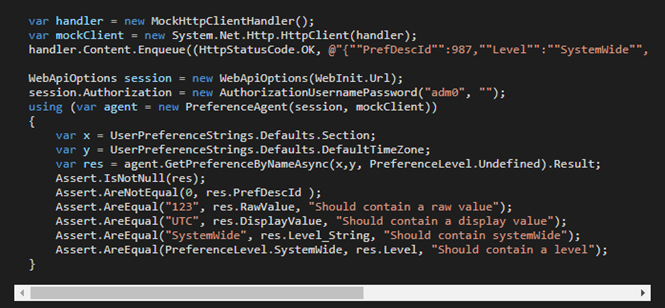 var handler = new MockHttpClientHandler();
var mockClient = new System.Net.Http.HttpClient(handler);
handler.Content.Enqueue((HttpStatusCode.OK, @"{""PrefDescId"":987,""Level"":""SystemWide"",
WebApiOptions session = new WebApiOptions(WebInit.Url);
session.Authorization = new AuthorizationUsernamePassword("adm0", "");
using (var agent = new PreferenceAgent(session, mockClient))
{
    var x = UserPreferenceStrings.Defaults.Section;
    var y = UserPreferenceStrings.Defaults.DefaultTimeZone;
    var res = agent.GetPreferenceByNameAsync(x,y, PreferenceLevel.Undefined).Result;
    Assert.IsNotNull(res);
    Assert.AreNotEqual(0, res.PrefDescId );
    Assert.AreEqual("123", res.RawValue, "Should contain a raw value");
    Assert.AreEqual("UTC", res.DisplayValue, "Should contain a display value");
    Assert.AreEqual("SystemWide", res.Level_String, "Should contain systemWide");
    Assert.AreEqual(PreferenceLevel.SystemWide, res.Level, "Should contain a level");
}